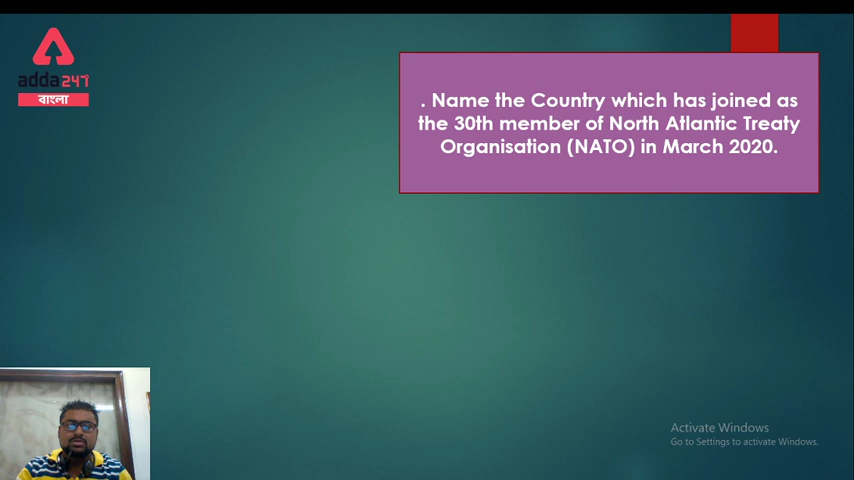 adda247
বাংলা
. Name the Country which has joined as
the 30th member of North Atlantic Treaty
Organisation (NATO) in March 2020.
Activate Windows
Go to Settings to activate Windows.